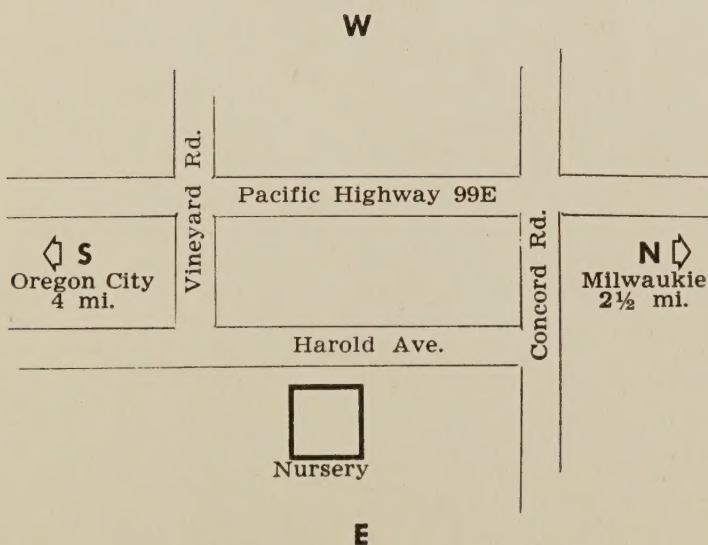 W
Vineyard Rd.
Pacific Highway 99E
Concord Rd.
S
Oregon City
4 mi.
N
Milwaukie
2½ mi.
Harold Ave.
Nursery
E